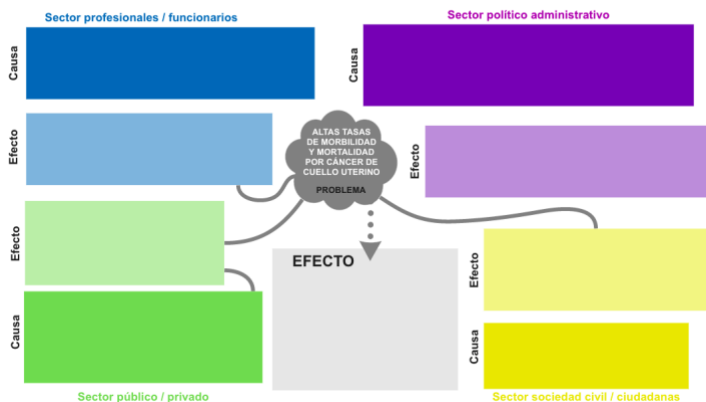 Sector profesionales / funcionarios
Sector político administrativo
Causa
Causa
Efecto
ALTAS TASAS
DE MORBILIDAD
Y MORTALIDAD
POR CÁNCER DE
CUELLO UTERINO
PROBLEMA
Efecto
Efecto
EFECTO
Efecto
Causa
Causa
Sector público / privado
Sector sociedad civil / ciudadanas